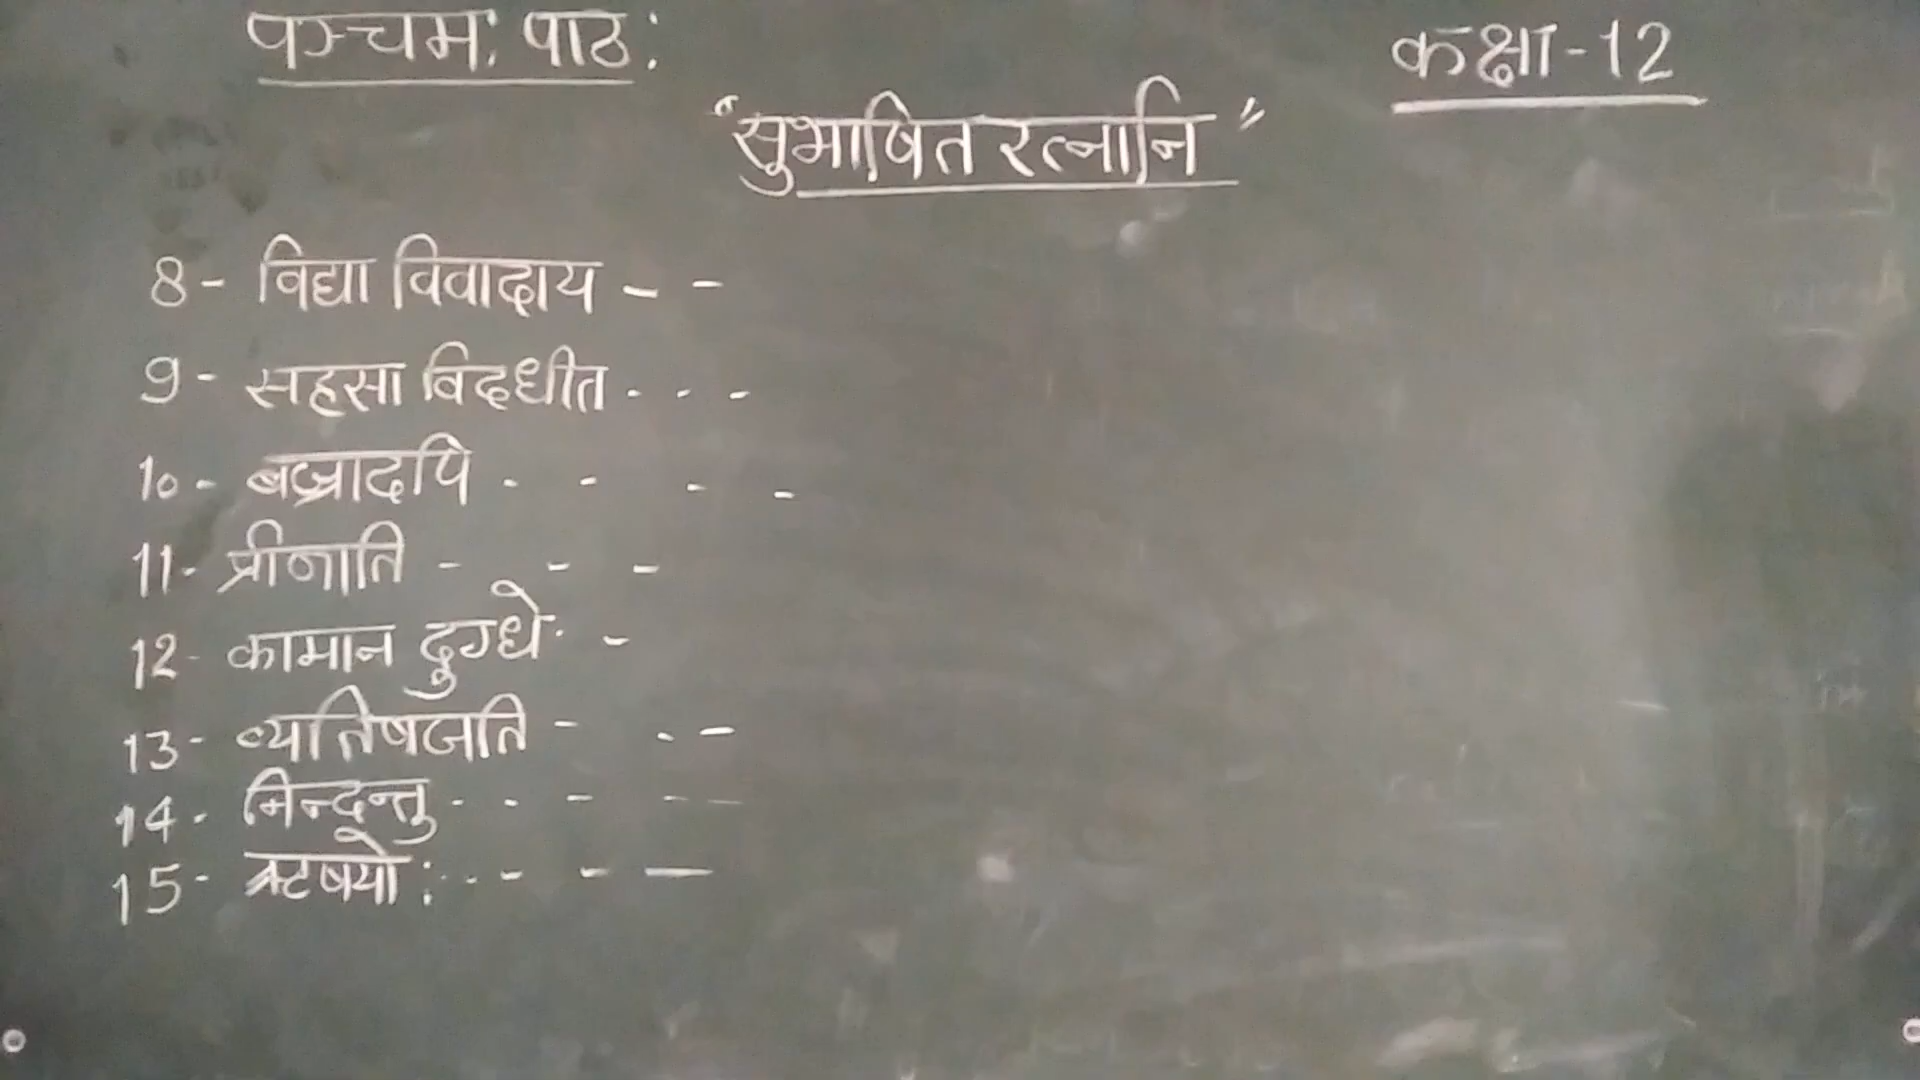 पञ्चमः पाठः
कक्षा-12
"सुभाषित रत्नानि"
8- विद्या विवादाय - -
9- सहसा विदधीत - - -
10- बज्रादपि - - - -
11- प्रीणाति - - -
12- कामान दुग्धे - -
13- व्यतिषजति - - -
14- निन्दन्तु - - - - -
15- ऋषयो: - - - -